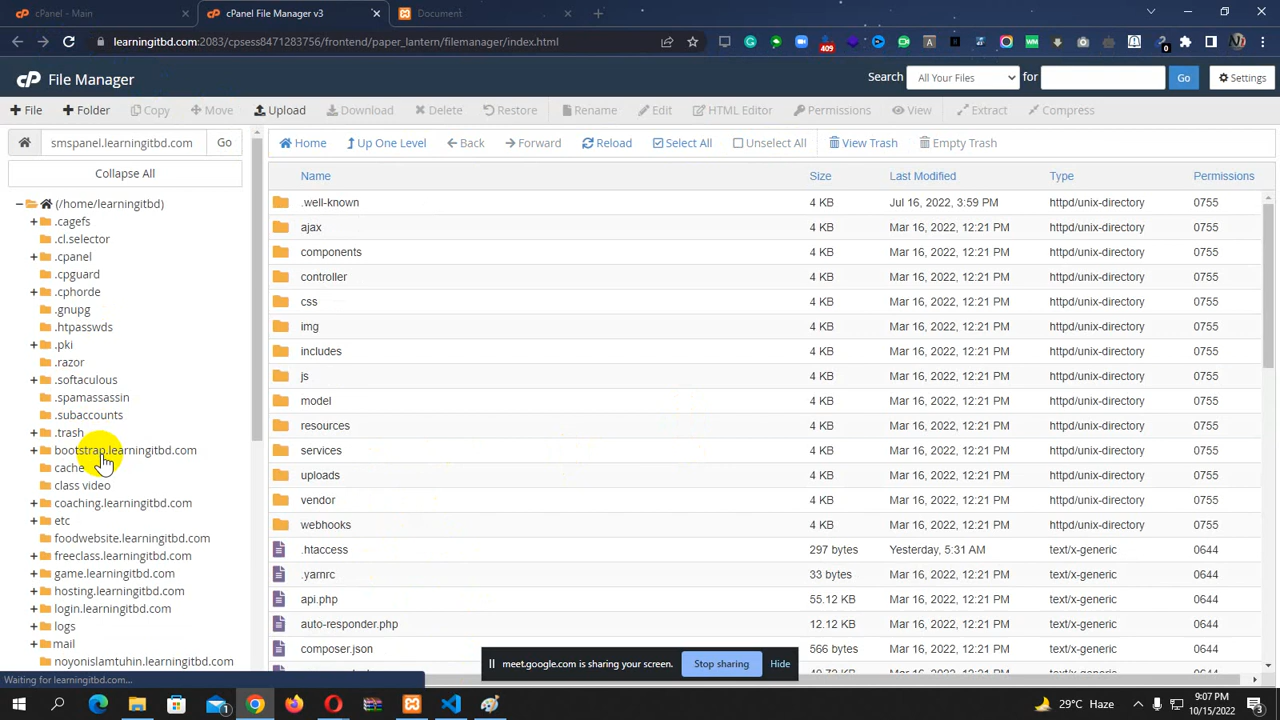 cPanel - Main
cPanel File Manager v3
Document
learningitbd.com:2083/cpsess8471283756/frontend/paper_lantern/filemanager/index.html
409
0
File Manager
Search
All Your Files
for
Go
Settings
File
Folder
Copy
Move
Upload
Download
Delete
Restore
Rename
Edit
HTML Editor
Permissions
View
Extract
Compress
smspanel.learningitbd.com
Go
Home
Up One Level
Back
Forward
Reload
Select All
Unselect All
View Trash
Empty Trash
Collapse All
(/home/learningitbd)
.cagefs
.cl.selector
.cpanel
.cpguard
.cphorde
.gnupg
.htpasswds
.pki
.razor
.softaculous
.spamassassin
.subaccounts
.trash
bootstrap.learningitbd.com
cache
class video
coaching.learningitbd.com
etc
foodwebsite.learningitbd.com
freeclass.learningitbd.com
game.learningitbd.com
hosting.learningitbd.com
login.learningitbd.com
logs
mail
noyonislamtuhin.learningitbd.com
Name Size Last Modified Type Permissions
.well-known 4 KB Jul 16, 2022, 3:59 PM httpd/unix-directory 0755
ajax 4 KB Mar 16, 2022, 12:21 PM httpd/unix-directory 0755
components 4 KB Mar 16, 2022, 12:21 PM httpd/unix-directory 0755
controller 4 KB Mar 16, 2022, 12:21 PM httpd/unix-directory 0755
css 4 KB Mar 16, 2022, 12:21 PM httpd/unix-directory 0755
img 4 KB Mar 16, 2022, 12:21 PM httpd/unix-directory 0755
includes 4 KB Mar 16, 2022, 12:21 PM httpd/unix-directory 0755
js 4 KB Mar 16, 2022, 12:21 PM httpd/unix-directory 0755
model 4 KB Mar 16, 2022, 12:21 PM httpd/unix-directory 0755
resources 4 KB Mar 16, 2022, 12:21 PM httpd/unix-directory 0755
services 4 KB Mar 16, 2022, 12:21 PM httpd/unix-directory 0755
uploads 4 KB Mar 16, 2022, 12:21 PM httpd/unix-directory 0755
vendor 4 KB Mar 16, 2022, 12:21 PM httpd/unix-directory 0755
webhooks 4 KB Mar 16, 2022, 12:21 PM httpd/unix-directory 0755
.htaccess 297 bytes Yesterday, 5:31 AM text/x-generic 0644
.yarnrc 33 bytes Mar 16, 2022, 12:21 PM text/x-generic 0644
api.php 55.12 KB Mar 16, 2022, 12:21 PM text/x-generic 0644
auto-responder.php 12.12 KB Mar 16, 2022, 12:21 PM text/x-generic 0644
composer.json 566 bytes Mar 16, 2022, 12:21 PM text/x-generic 0644
meet.google.com is sharing your screen.
Stop sharing
Hide
Waiting for learningitbd.com...
29°C Haze
9:07 PM
10/15/2022